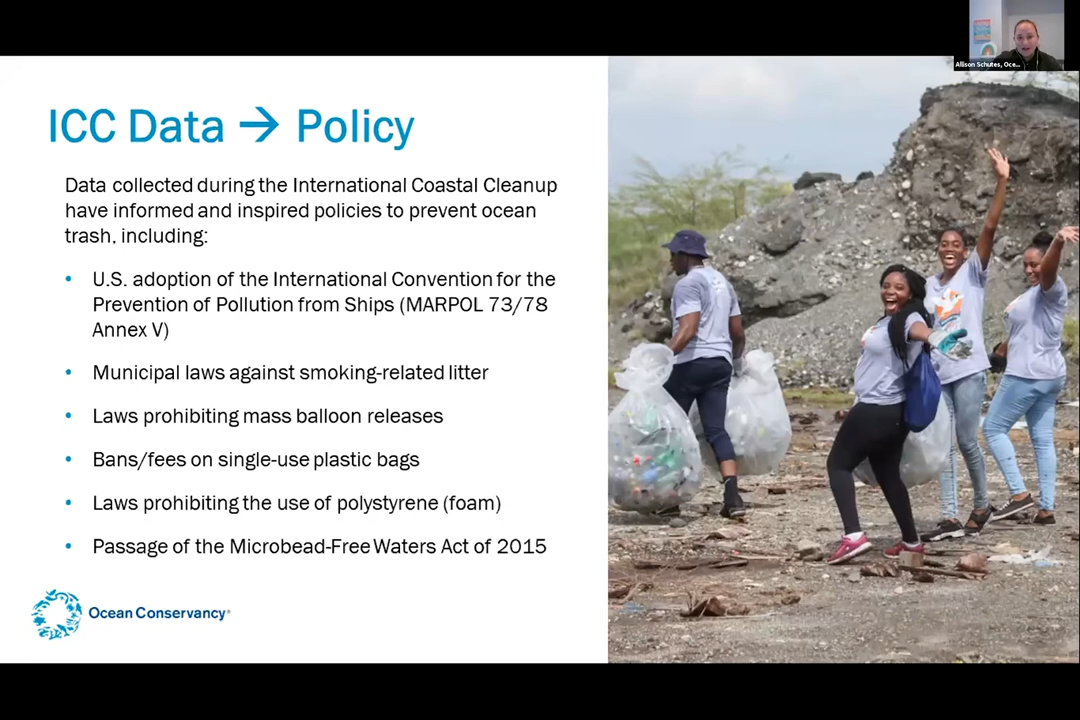 Allison Schutes, Oce...
ICC Data → Policy
Data collected during the International Coastal Cleanup
have informed and inspired policies to prevent ocean
trash, including:
• U.S. adoption of the International Convention for the
Prevention of Pollution from Ships (MARPOL 73/78
Annex V)
• Municipal laws against smoking-related litter
• Laws prohibiting mass balloon releases
• Bans/fees on single-use plastic bags
• Laws prohibiting the use of polystyrene (foam)
• Passage of the Microbead-Free Waters Act of 2015
Ocean Conservancy®